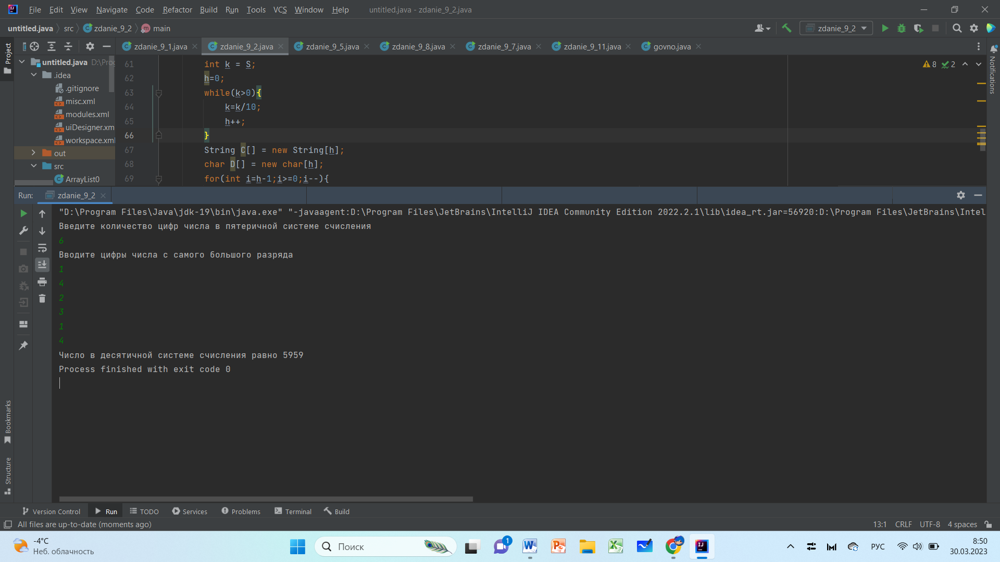 File Edit View Navigate Code Refactor Build Run Tools VCS Window Help untitled.java - zdanie_9_2.java
untitled.java src zdanie_9_2 main zdanie_9_2
zdanie_9_1.java zdanie_9_2.java zdanie_9_5.java zdanie_9_8.java zdanie_9_7.java zdanie_9_11.java govno.java
Project
Notifications
untitled.java D:\Prog
.idea
.gitignore
misc.xml
modules.xml
uiDesigner.xm
workspace.xml
out
src
ArrayList0
8 2
61 int k = S;
62 h=0;
63 while(k>0){
64 k=k/10;
65 h++;
66 }
67 String C[] = new String[h];
68 char D[] = new char[h];
69 for(int i=h-1;i>=0;i--){
Run: zdanie_9_2
"D:\Program Files\Java\jdk-19\bin\java.exe" "-javaagent:D:\Program Files\JetBrains\IntelliJ IDEA Community Edition 2022.2.1\lib\idea_rt.jar=56920:D:\Program Files\JetBrains\Intel
Введите количество цифр числа в пятеричной системе счисления
6
Вводите цифры числа с самого большого разряда
1
4
2
3
1
4
Число в десятичной системе счисления равно 5959
Process finished with exit code 0
Bookmarks
Structure
Version Control Run TODO Services Problems Terminal Build
All files are up-to-date (moments ago) 13:1 CRLF UTF-8 4 spaces
-4°C
Неб. облачность
Поиск
1
РУС
8:50
30.03.2023